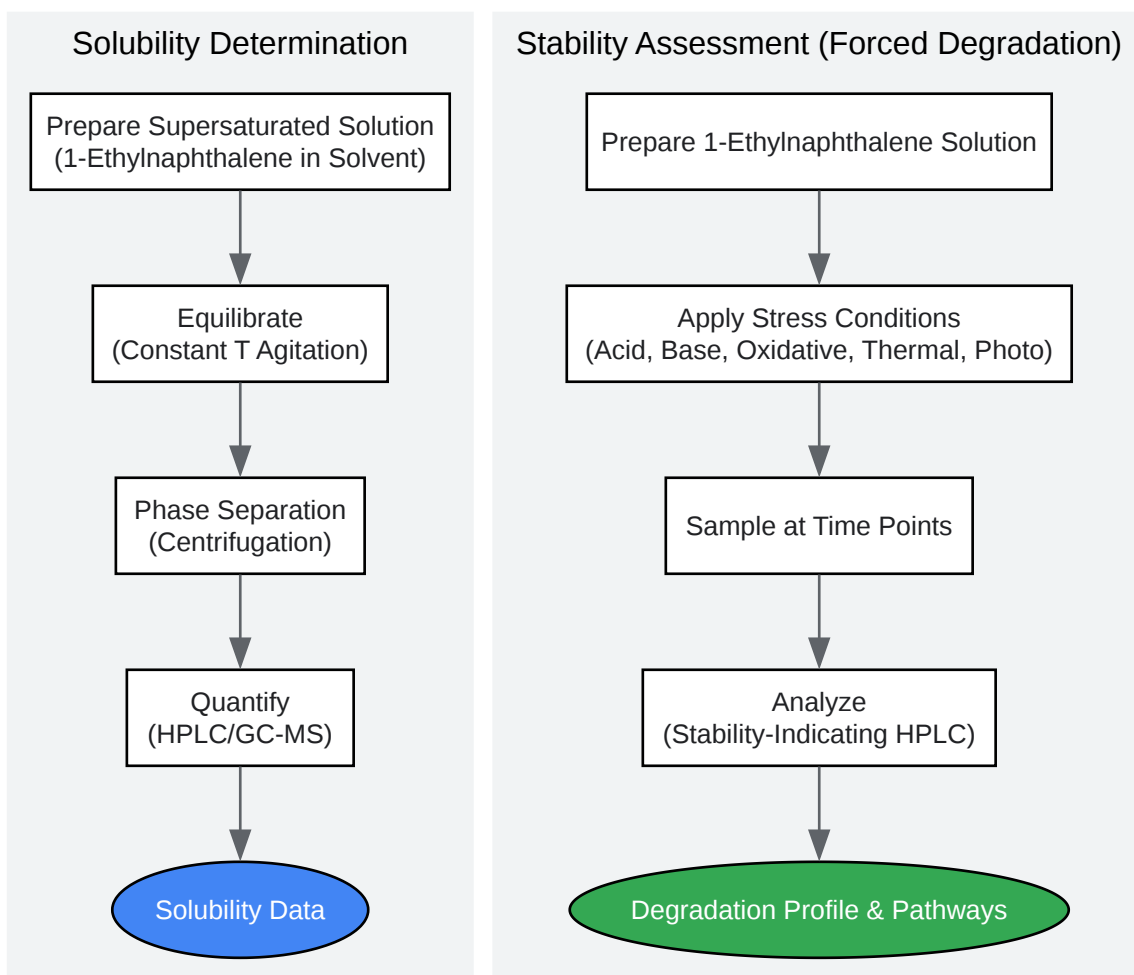 Solubility Determination
Prepare Supersaturated Solution
(1-Ethylnaphthalene in Solvent)
Equilibrate
(Constant T Agitation)
Phase Separation
(Centrifugation)
Quantify
(HPLC/GC-MS)
Solubility Data
Stability Assessment (Forced Degradation)
Prepare 1-Ethylnaphthalene Solution
Apply Stress Conditions
(Acid, Base, Oxidative, Thermal, Photo)
Sample at Time Points
Analyze
(Stability-Indicating HPLC)
Degradation Profile & Pathways